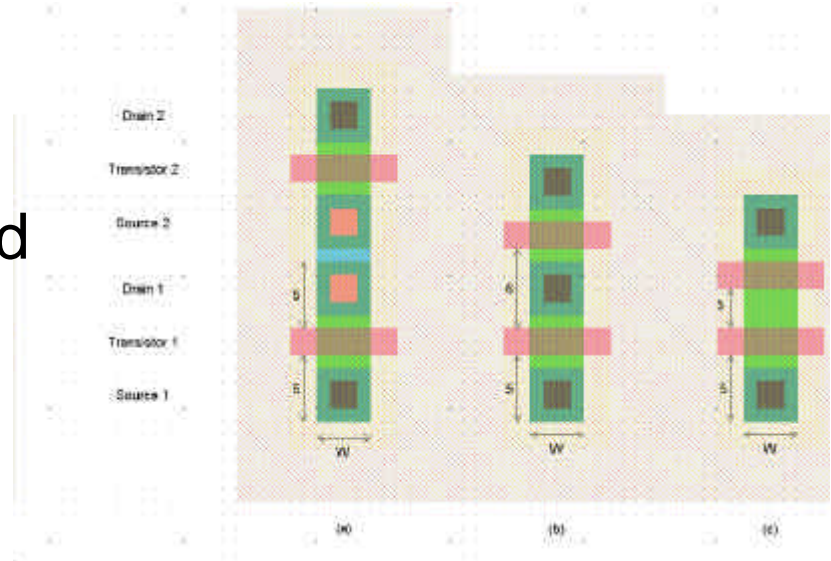 Drain 2
Transistor 2
Source 2
d
Drain 1
Transistor 1
Source 1
5
5
W
6
5
W
3
5
W
(a)
(b)
(c)